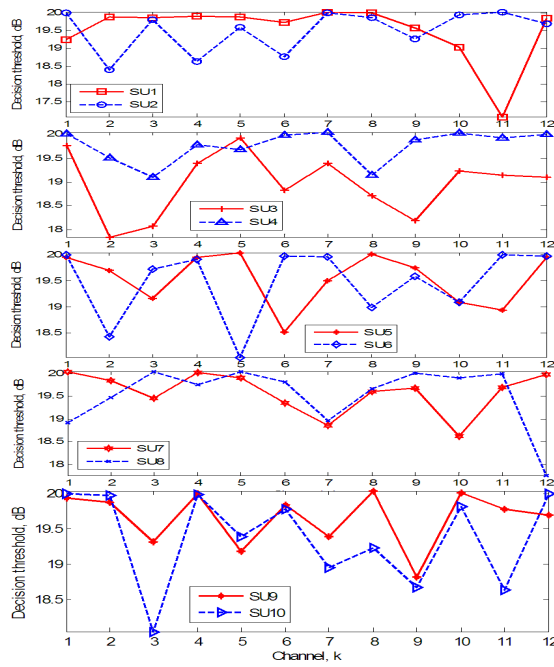 20
19.5
19
18.5
18
17.5
Decision threshold, dB
SU1
SU2
1 2 3 4 5 6 7 8 9 10 11 12
20
19.5
19
18.5
18
Decision threshold, dB
SU3
SU4
1 2 3 4 5 6 7 8 9 10 11 12
20
19.5
19
18.5
Decision threshold, dB
SU5
SU6
1 2 3 4 5 6 7 8 9 10 11 12
20
19.5
19
18.5
18
Decision threshold, dB
SU7
SU8
1 2 3 4 5 6 7 8 9 10 11 12
20
19.5
19
18.5
Decision threshold, dB
SU9
SU10
1 2 3 4 5 6 7 8 9 10 11 12
Channel, k